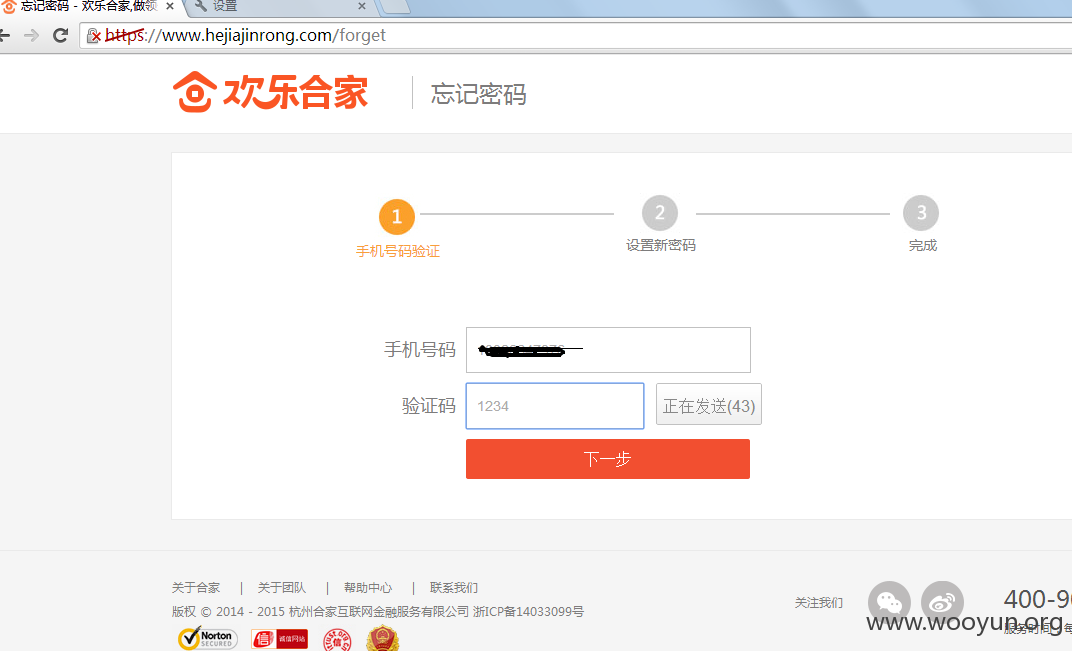 忘记密码 - 欢乐合家,做领
设置
https://www.hejiajinrong.com/forget
欢乐合家
忘记密码
1
2
3
手机号码验证
设置新密码
完成
手机号码
验证码
1234
正在发送(43)
下一步
关于合家 | 关于团队 | 帮助中心 | 联系我们
版权 © 2014 - 2015 杭州合家互联网金融服务有限公司 浙ICP备14033099号
关注我们
400-9
www.wooyun.org
服务时间
Norton
SECURED
信
诚信网站